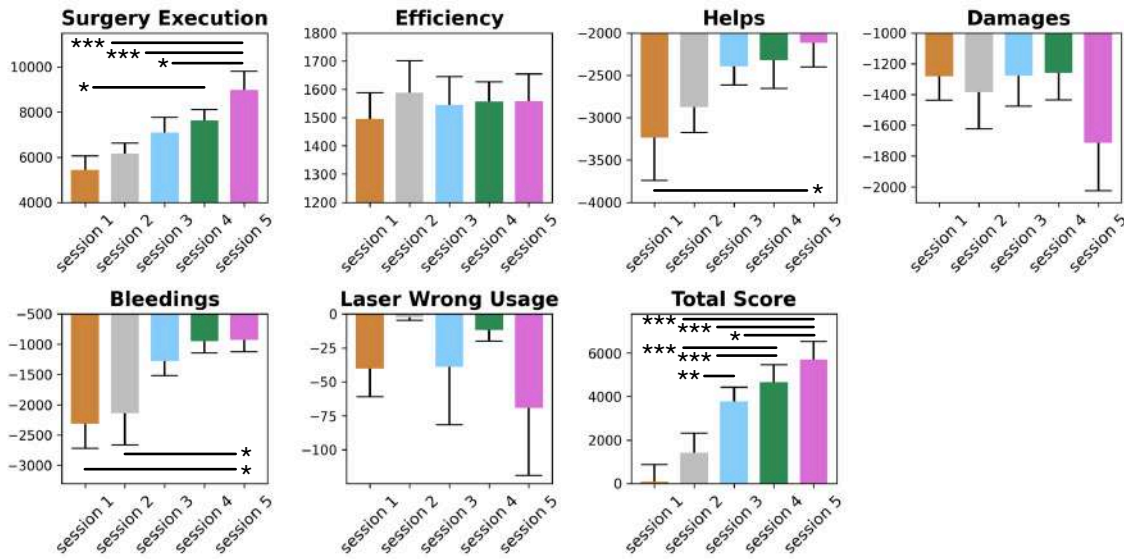 Surgery Execution
10000
8000
6000
4000
***
***
*
*
session 1
session 2
session 3
session 4
session 5
Efficiency
1800
1700
1600
1500
1400
1300
1200
session 1
session 2
session 3
session 4
session 5
Helps
−2000
−2500
−3000
−3500
−4000
*
session 1
session 2
session 3
session 4
session 5
Damages
−1000
−1200
−1400
−1600
−1800
−2000
session 1
session 2
session 3
session 4
session 5
Bleedings
−500
−1000
−1500
−2000
−2500
−3000
*
*
session 1
session 2
session 3
session 4
session 5
Laser Wrong Usage
0
−25
−50
−75
−100
session 1
session 2
session 3
session 4
session 5
Total Score
6000
4000
2000
0
***
***
*
***
***
**
session 1
session 2
session 3
session 4
session 5